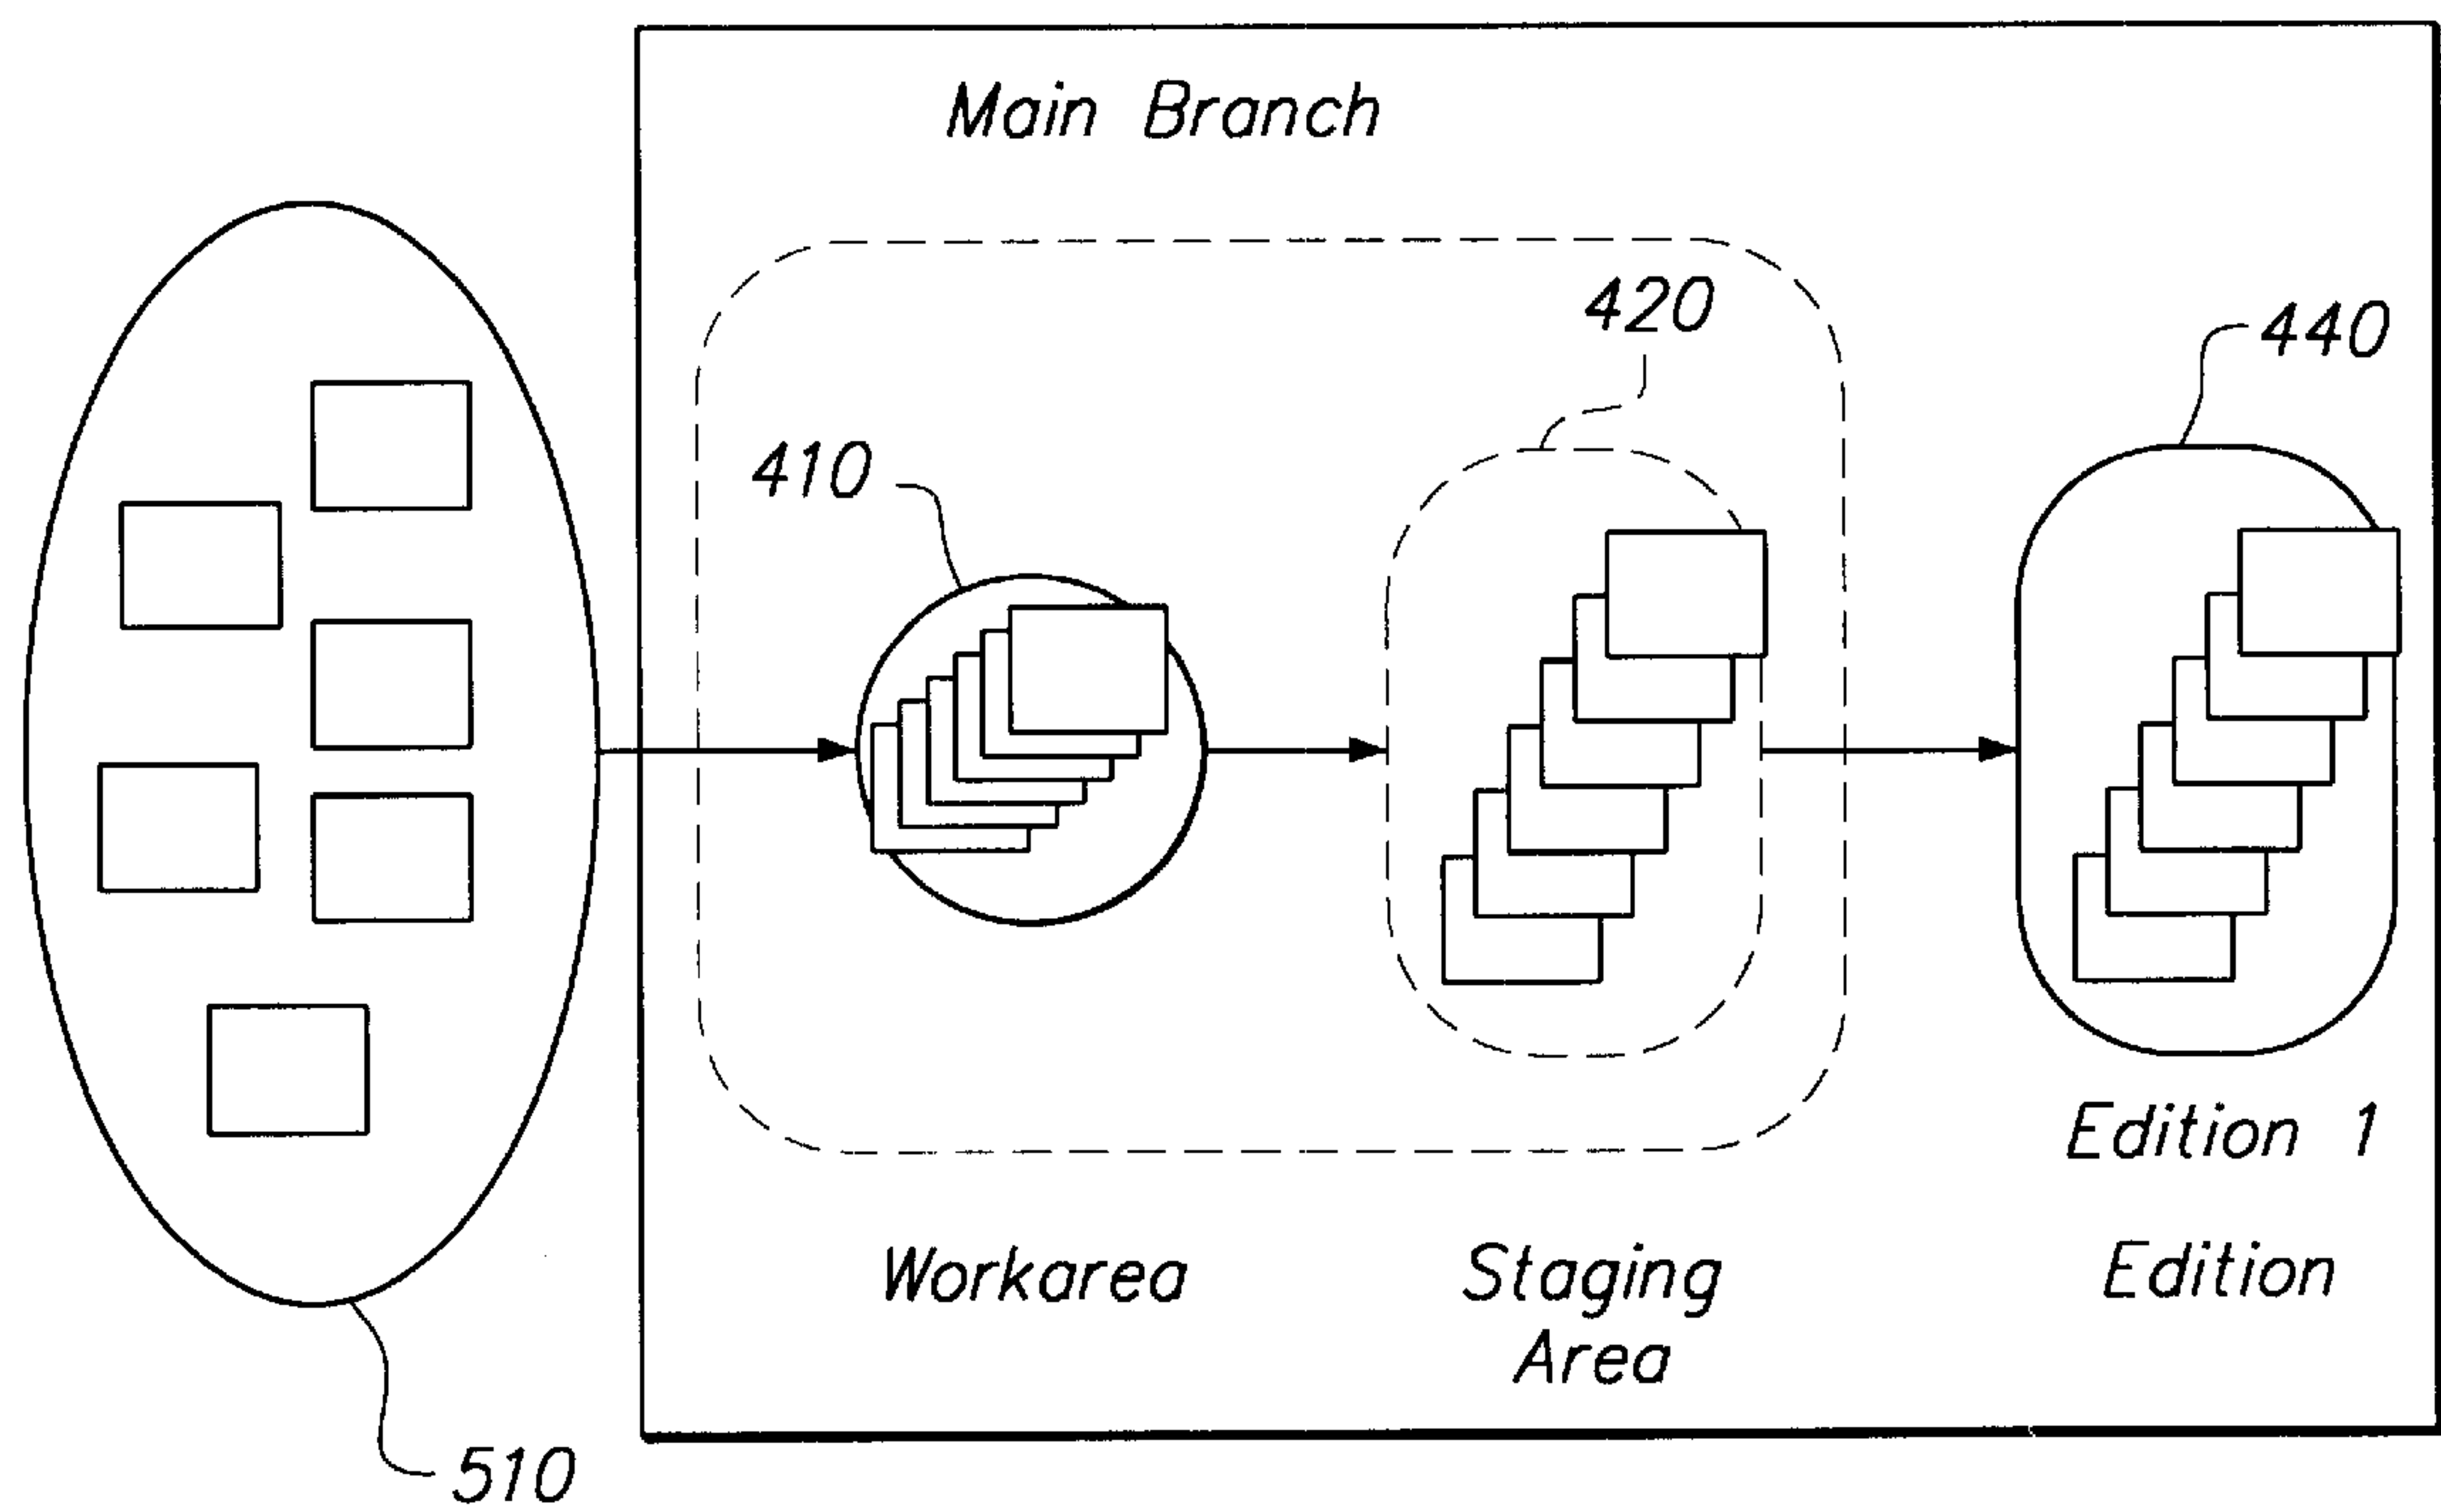 Main Branch
420
440
410
Edition 1
Workarea
Staging
Area
Edition
510